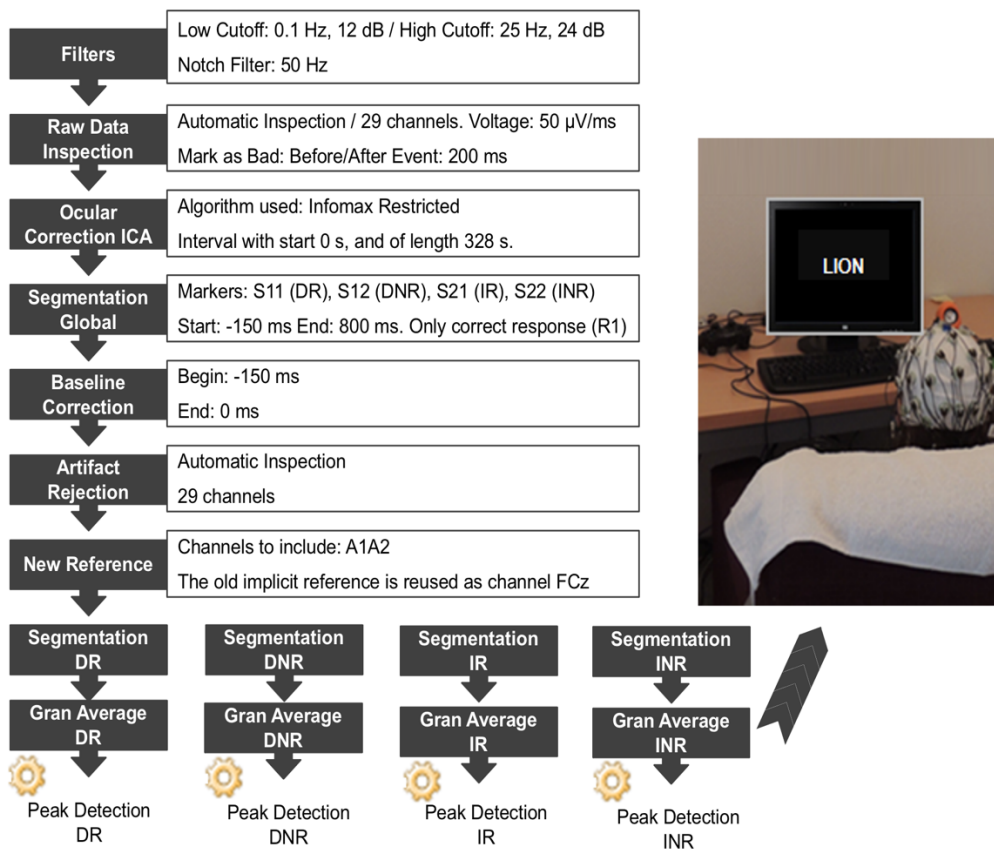 Filters
Low Cutoff: 0.1 Hz, 12 dB / High Cutoff: 25 Hz, 24 dB
Notch Filter: 50 Hz
Raw Data
Inspection
Automatic Inspection / 29 channels. Voltage: 50 µV/ms
Mark as Bad: Before/After Event: 200 ms
Ocular
Correction ICA
Algorithm used: Infomax Restricted
Interval with start 0 s, and of length 328 s.
Segmentation
Global
Markers: S11 (DR), S12 (DNR), S21 (IR), S22 (INR)
Start: -150 ms End: 800 ms. Only correct response (R1)
Baseline
Correction
Begin: -150 ms
End: 0 ms
Artifact
Rejection
Automatic Inspection
29 channels
New Reference
Channels to include: A1A2
The old implicit reference is reused as channel FCz
LION
Segmentation
DR
Segmentation
DNR
Segmentation
IR
Segmentation
INR
Gran Average
DR
Gran Average
DNR
Gran Average
IR
Gran Average
INR
Peak Detection
DR
Peak Detection
DNR
Peak Detection
IR
Peak Detection
INR